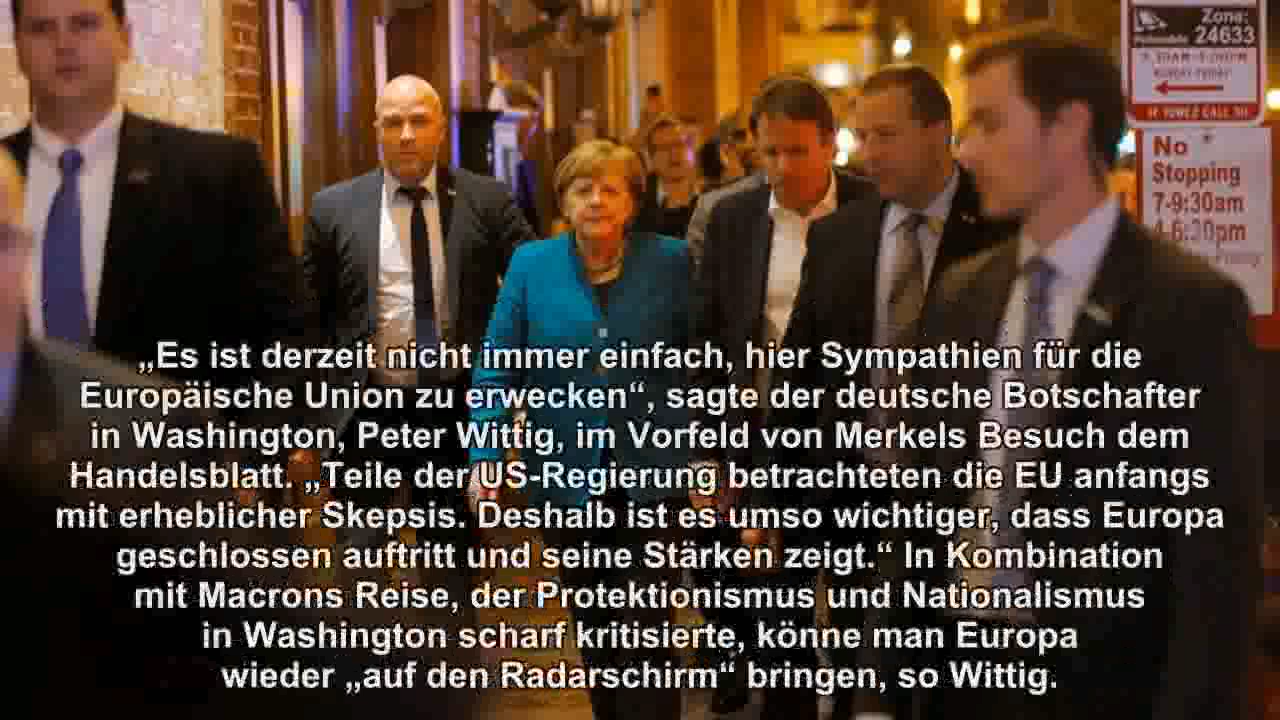 Zona:
24633
No
Stopping
7-9:30am
4-6:30pm
„Es ist derzeit nicht immer einfach, hier Sympathien für die
Europäische Union zu erwecken“, sagte der deutsche Botschafter
in Washington, Peter Wittig, im Vorfeld von Merkels Besuch dem
Handelsblatt. „Teile der US-Regierung betrachteten die EU anfangs
mit erheblicher Skepsis. Deshalb ist es umso wichtiger, dass Europa
geschlossen auftritt und seine Stärken zeigt.“ In Kombination
mit Macrons Reise, der Protektionismus und Nationalismus
in Washington scharf kritisierte, könne man Europa
wieder „auf den Radarschirm“ bringen, so Wittig.